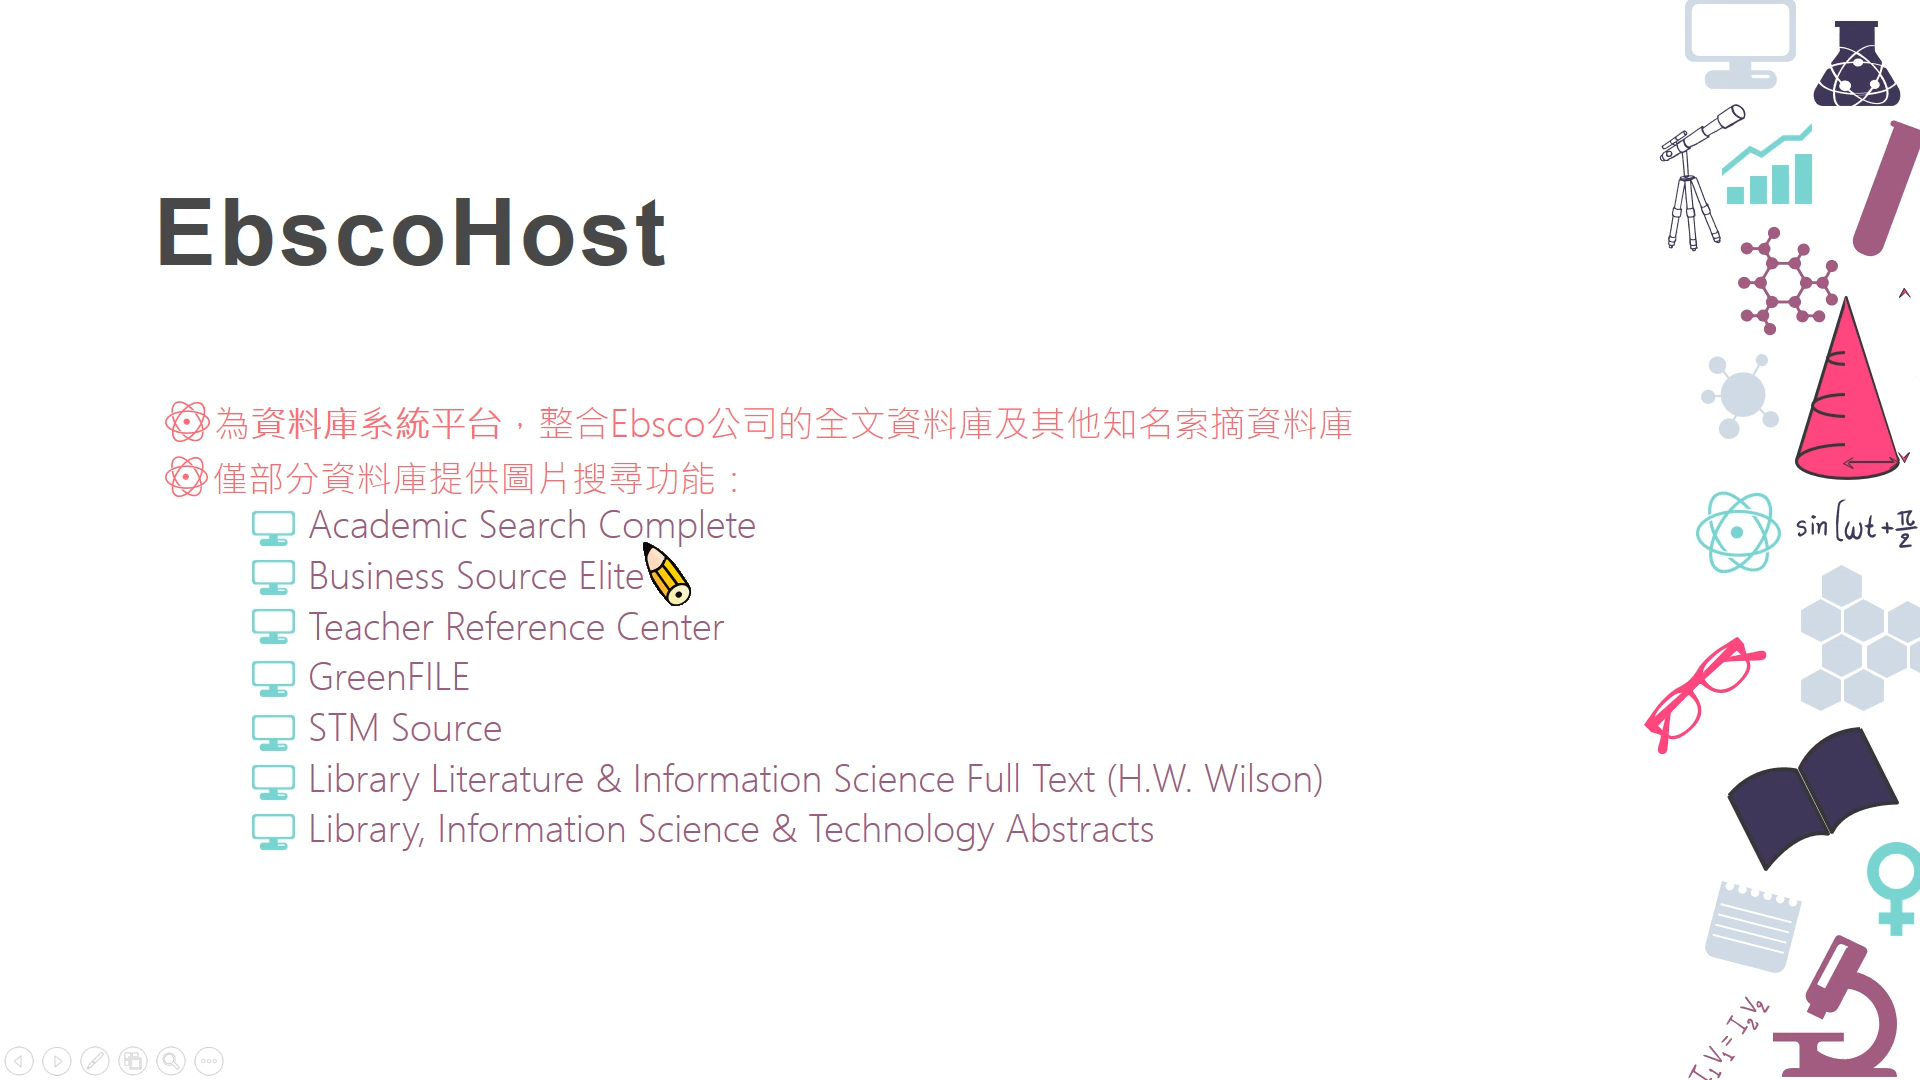 EbscoHost
為資料庫系統平台，整合Ebsco公司的全文資料庫及其他知名索摘資料庫
僅部分資料庫提供圖片搜尋功能：
Academic Search Complete
Business Source Elite
Teacher Reference Center
GreenFILE
STM Source
Library Literature & Information Science Full Text (H.W. Wilson)
Library, Information Science & Technology Abstracts
sin(ωt+π/2
I₁V₁=I₂V₂